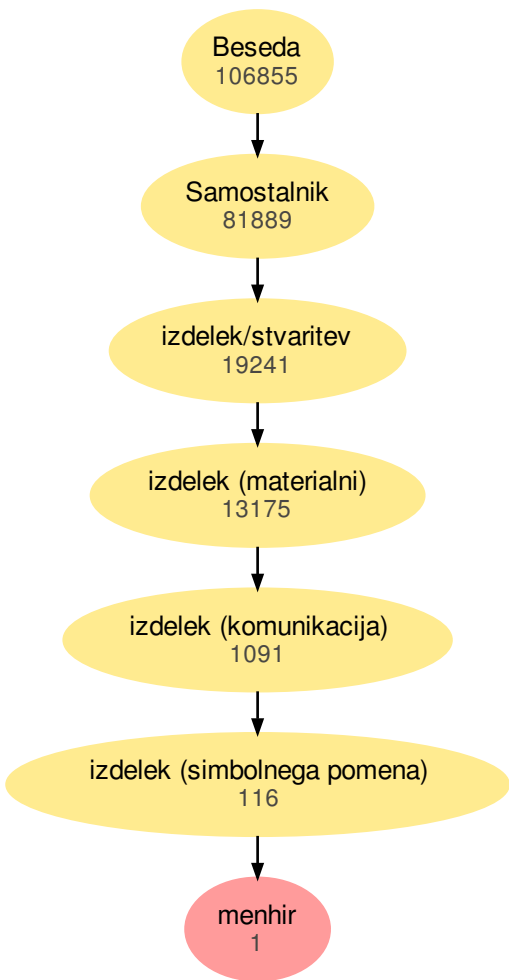 Beseda
106855
Samostalnik
81889
izdelek/stvaritev
19241
izdelek (materialni)
13175
izdelek (komunikacija)
1091
izdelek (simbolnega pomena)
116
menhir
1